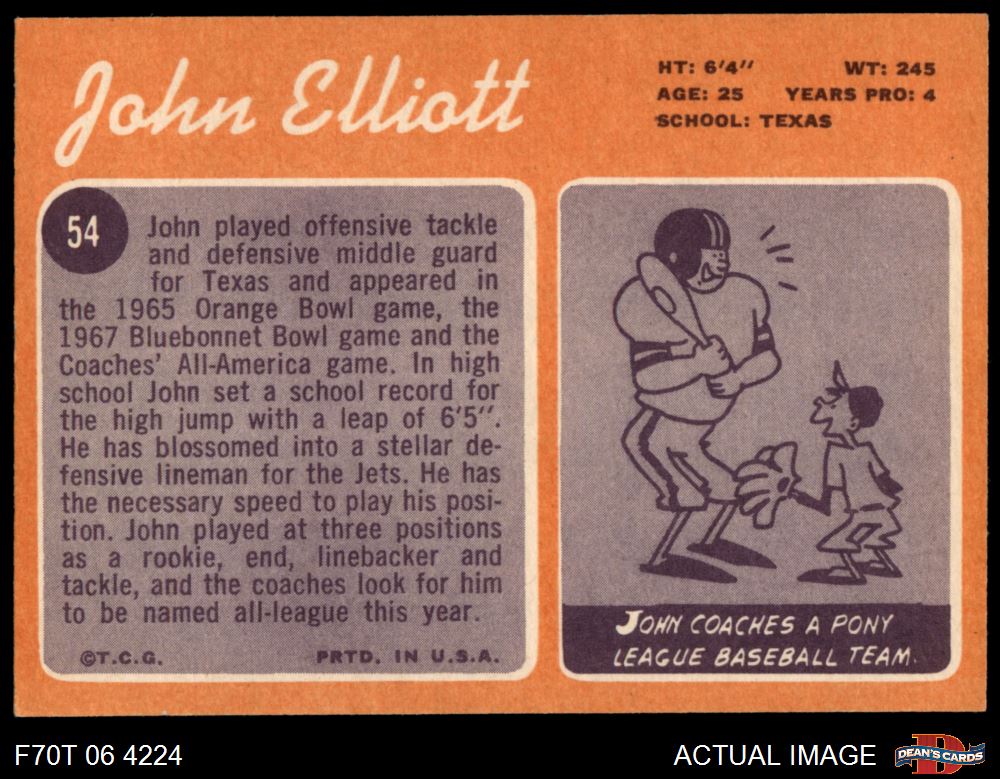 John Elliott
HT: 6'4" WT: 245
AGE: 25 YEARS PRO: 4
SCHOOL: TEXAS
54
John played offensive tackle
and defensive middle guard
for Texas and appeared in
the 1965 Orange Bowl game, the
1967 Bluebonnet Bowl game and the
Coaches' All-America game. In high
school John set a school record for
the high jump with a leap of 6'5".
He has blossomed into a stellar de-
fensive lineman for the Jets. He has
the necessary speed to play his posi-
tion. John played at three positions
as a rookie, end, linebacker and
tackle, and the coaches look for him
to be named all-league this year.
©T.C.G. PRTD. IN U.S.A.
JOHN COACHES A PONY
LEAGUE BASEBALL TEAM.
F70T 06 4224
ACTUAL IMAGE
D
DEAN'S CARDS